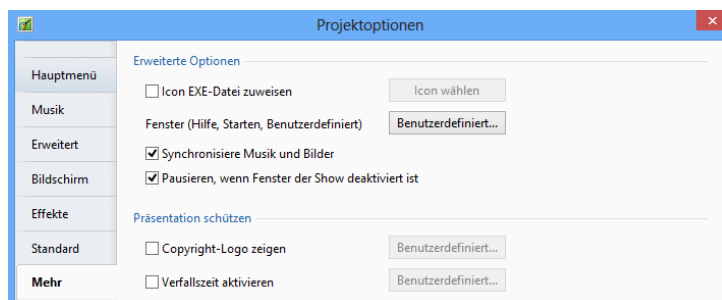 Projektoptionen
Hauptmenü
Musik
Erweitert
Bildschirm
Effekte
Standard
Mehr
Erweiterte Optionen
Icon EXE-Datei zuweisen
Icon wählen
Fenster (Hilfe, Starten, Benutzerdefiniert)
Benutzerdefiniert...
Synchronisiere Musik und Bilder
Pausieren, wenn Fenster der Show deaktiviert ist
Präsentation schützen
Copyright-Logo zeigen
Benutzerdefiniert...
Verfallszeit aktivieren
Benutzerdefiniert...